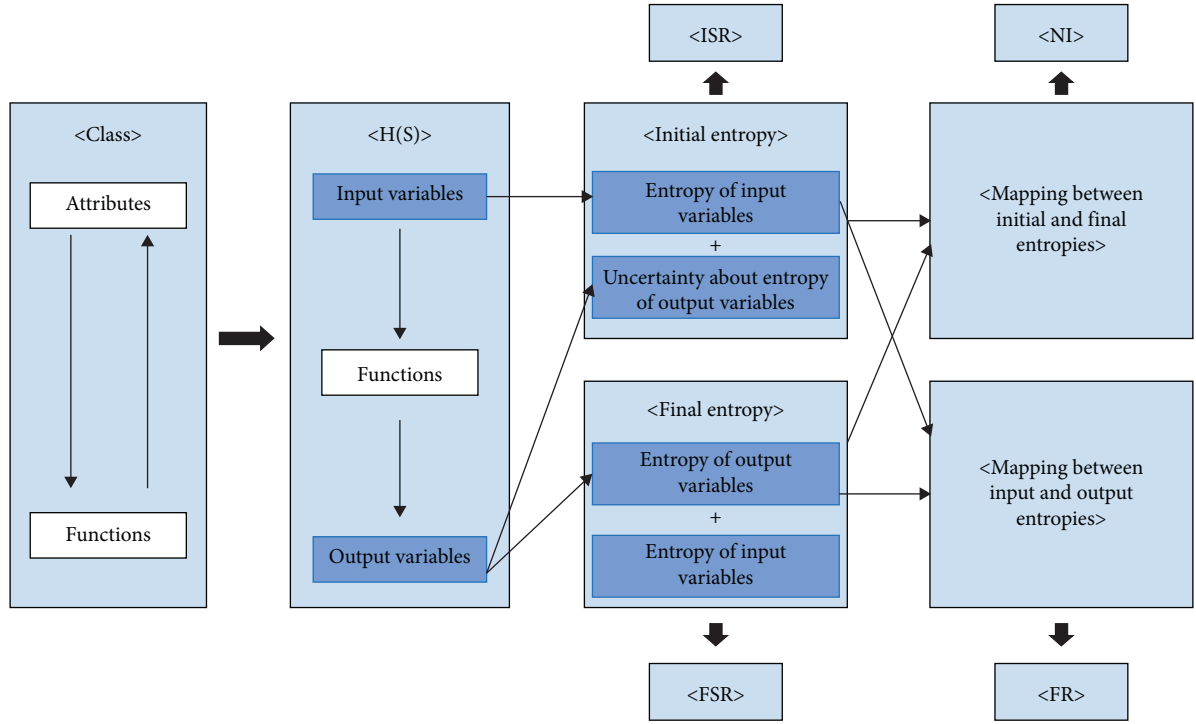 <ISR>
<NI>
<Class>
Attributes
Functions
<H(S)>
Input variables
Functions
Output variables
<Initial entropy>
Entropy of input
variables
+
Uncertainty about entropy
of output variables
<Final entropy>
Entropy of output
variables
+
Entropy of input
variables
<Mapping between
initial and final
entropies>
<Mapping between
input and output
entropies>
<FSR>
<FR>